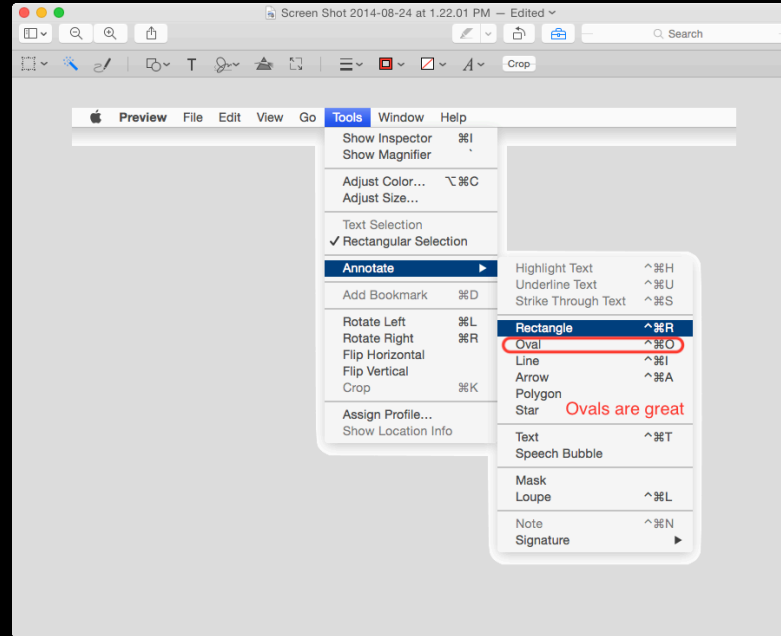 Screen Shot 2014-08-24 at 1.22.01 PM — Edited
Search
T A Crop
Preview File Edit View Go Tools Window Help
Show Inspector ⌘I
Show Magnifier `
Adjust Color... ⌥⌘C
Adjust Size...
Text Selection
✓ Rectangular Selection
Annotate ▶
Add Bookmark ⌘D
Rotate Left ⌘L
Rotate Right ⌘R
Flip Horizontal
Flip Vertical
Crop ⌘K
Assign Profile...
Show Location Info
Highlight Text ^⌘H
Underline Text ^⌘U
Strike Through Text ^⌘S
Rectangle ^⌘R
Oval ^⌘O
Line ^⌘I
Arrow ^⌘A
Polygon
Star
Ovals are great
Text ^⌘T
Speech Bubble
Mask
Loupe ^⌘L
Note ^⌘N
Signature ▶